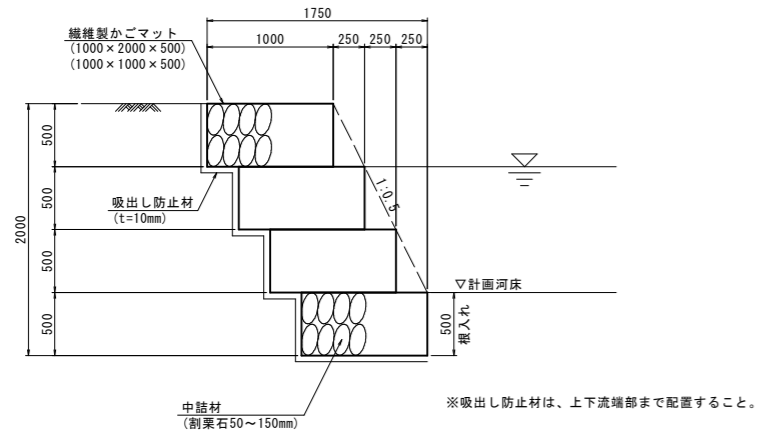 1750
1000
250
250
250
繊維製かごマット
(1000×2000×500)
(1000×1000×500)
500
500
500
500
2000
吸出し防止材
(t=10mm)
1:0.5
▽計画河床
500
根入れ
中詰材
(割栗石50～150mm)
※吸出し防止材は、上下流端部まで配置すること。